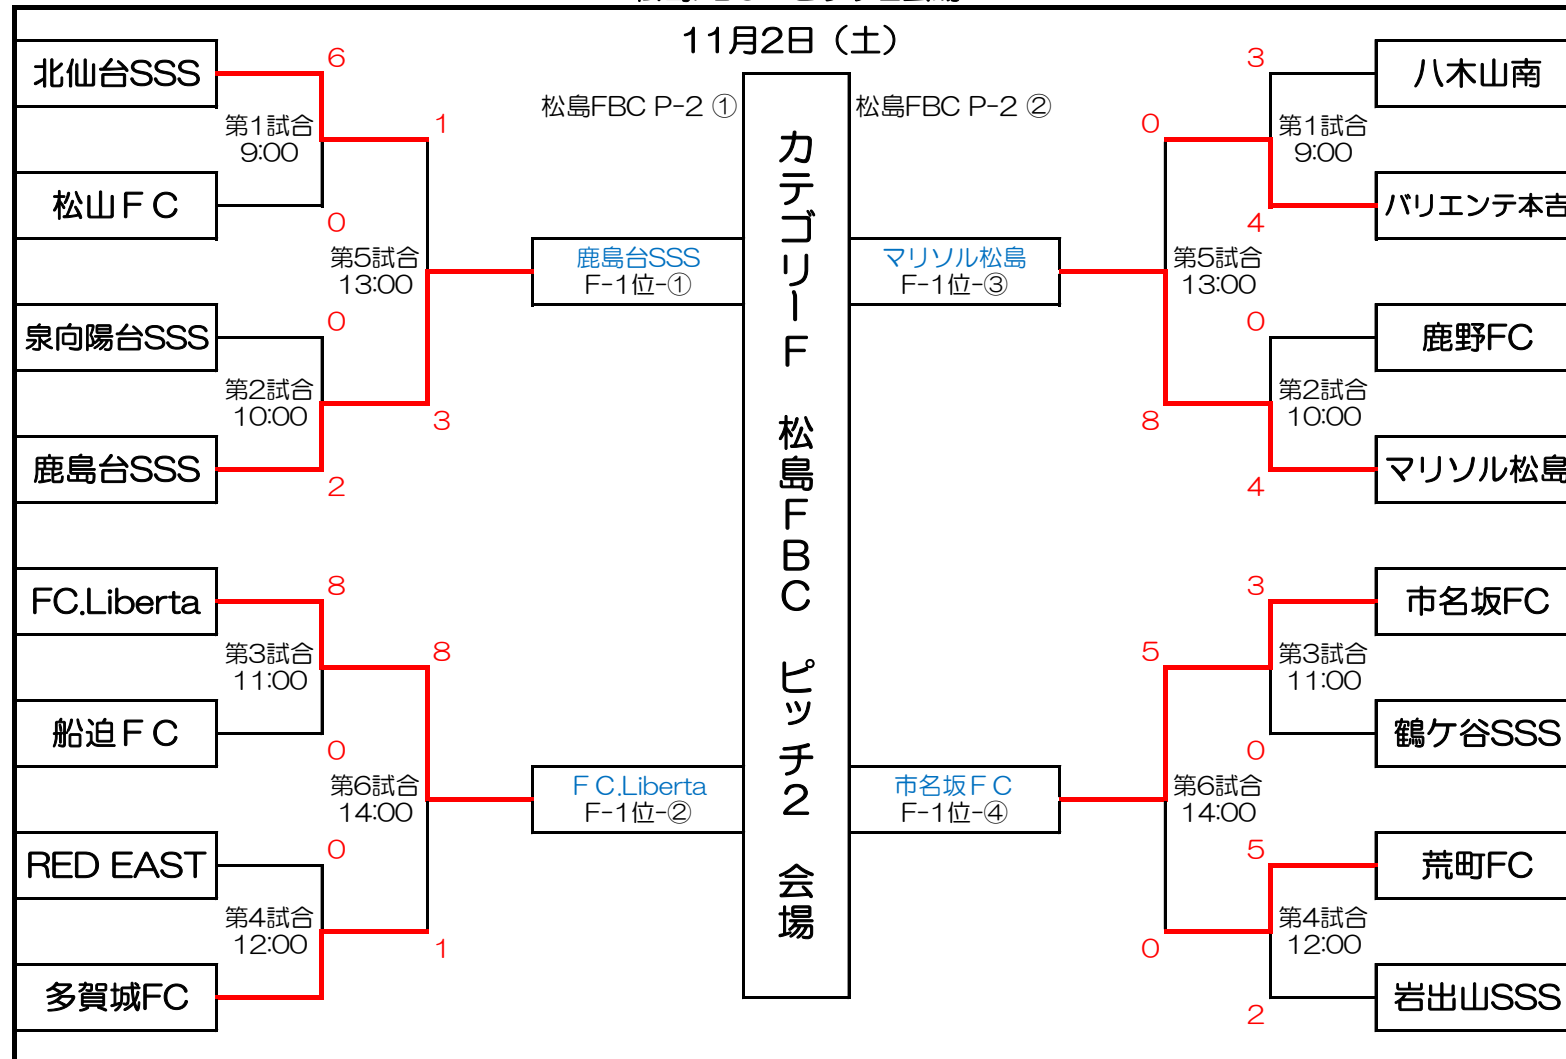 11月2日（土）
松島FBC P-2 ①
松島FBC P-2 ②
カテゴリーF 松島FBC ピッチ2 会場
北仙台SSS
6
第1試合
9:00
松山ＦＣ
0
1
第5試合
13:00
泉向陽台SSS
0
第2試合
10:00
鹿島台SSS
2
3
鹿島台SSS
F-1位-①
FC.Liberta
8
第3試合
11:00
船迫ＦＣ
0
8
第6試合
14:00
RED EAST
0
第4試合
12:00
多賀城FC
1
ＦＣ.Liberta
F-1位-②
八木山南
3
第1試合
9:00
バリエンテ本吉
4
0
第5試合
13:00
鹿野FC
0
第2試合
10:00
マリソル松島
4
8
マリソル松島
F-1位-③
市名坂FC
3
第3試合
11:00
鶴ケ谷SSS
0
5
第6試合
14:00
荒町FC
5
第4試合
12:00
岩出山SSS
2
0
市名坂ＦＣ
F-1位-④